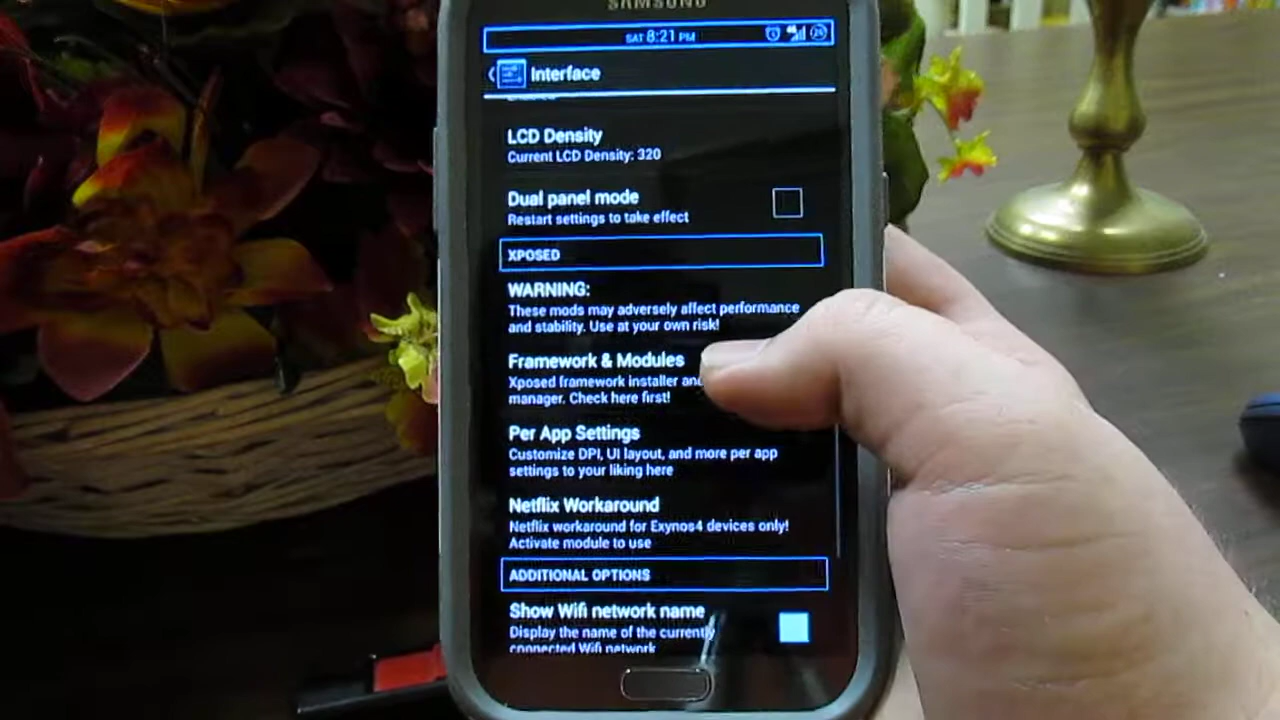 SAMSUNG
SAT 8:21 PM
Interface
LCD Density
Current LCD Density: 320
Dual panel mode
Restart settings to take effect
XPOSED
WARNING:
These mods may adversely affect performance
and stability. Use at your own risk!
Framework & Modules
Xposed framework installer and
manager. Check here first!
Per App Settings
Customize DPI, UI layout, and more per app
settings to your liking here
Netflix Workaround
Netflix workaround for Exynos4 devices only!
Activate module to use
ADDITIONAL OPTIONS
Show Wifi network name
Display the name of the currently
connected Wifi network